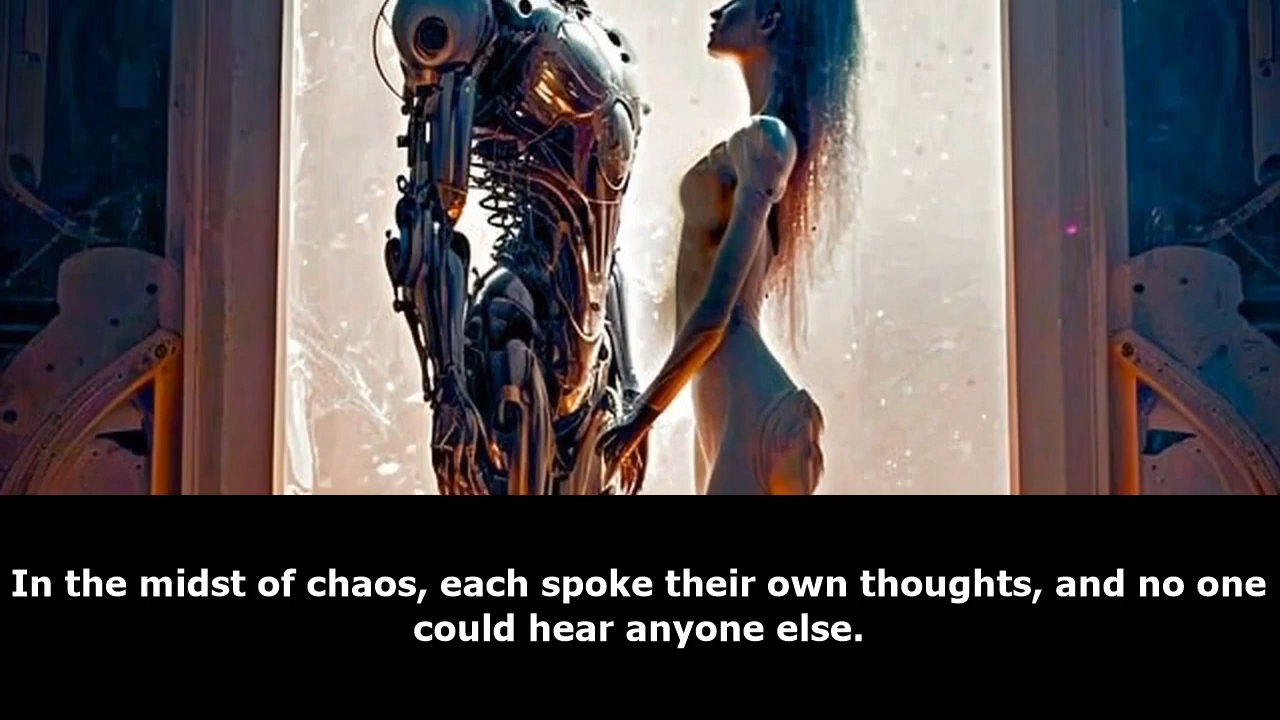 In the midst of chaos, each spoke their own thoughts, and no one
could hear anyone else.